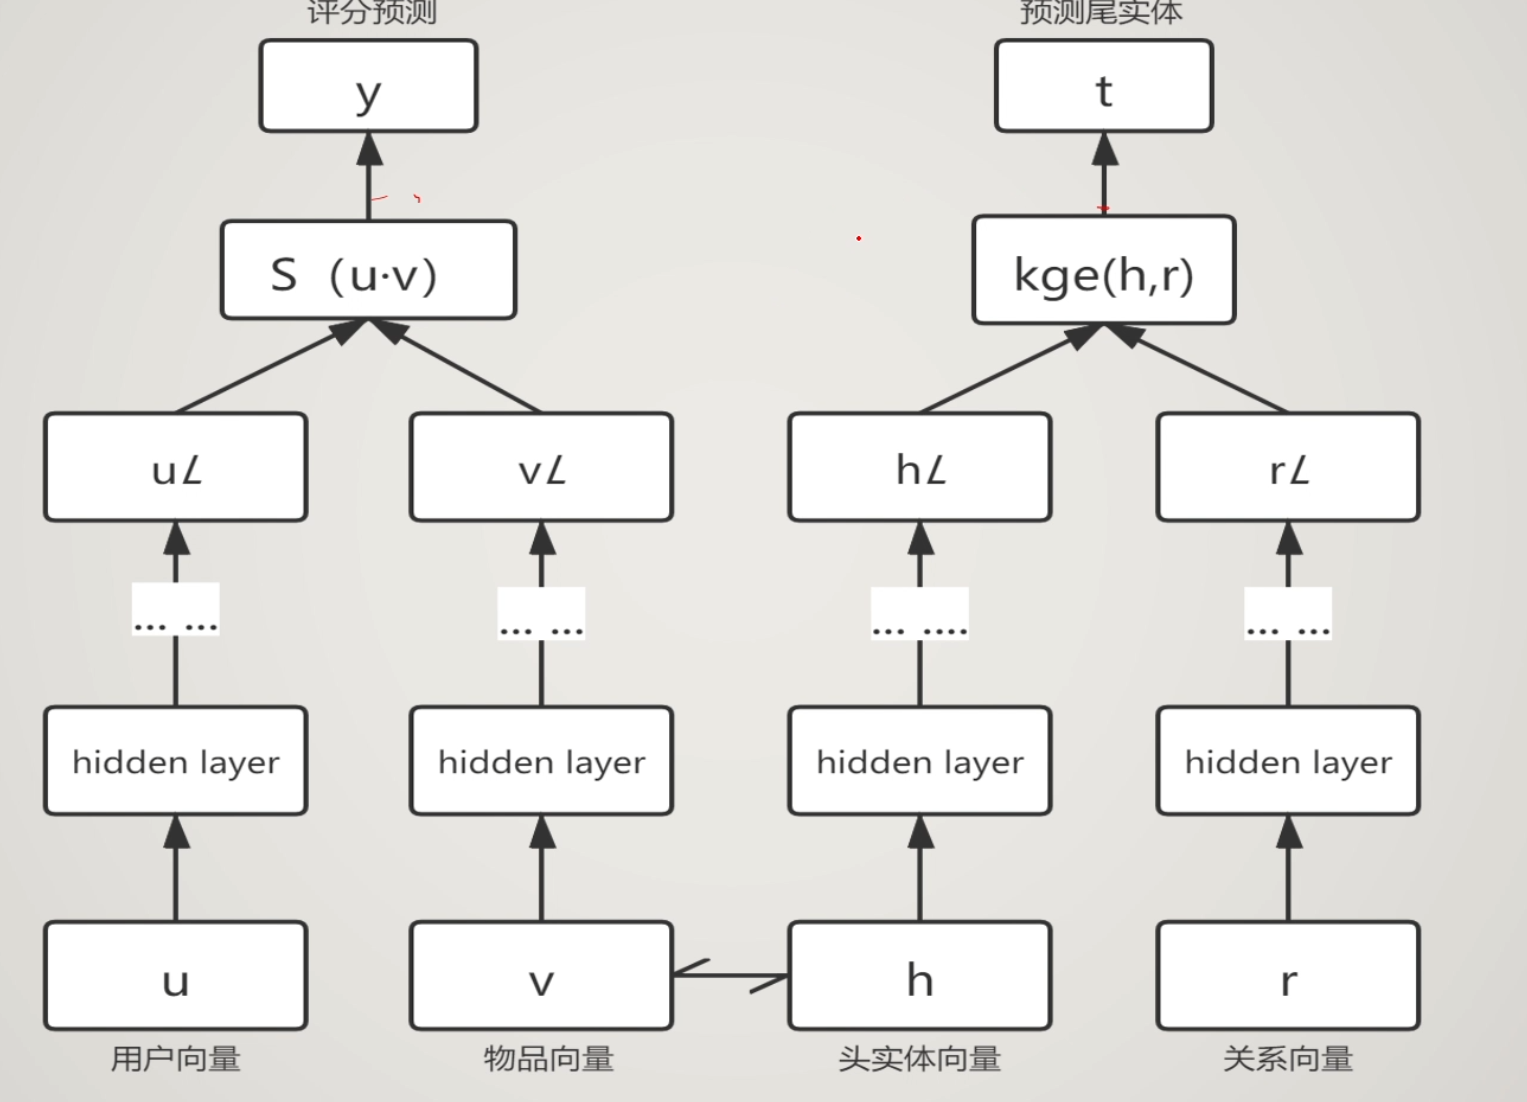 评分预测 预测尾实体
y t
S（u·v） kge(h,r)
uL vL hL rL
... ... ... ... ... .... ... ...
hidden layer hidden layer hidden layer hidden layer
u v h r
用户向量 物品向量 头实体向量 关系向量